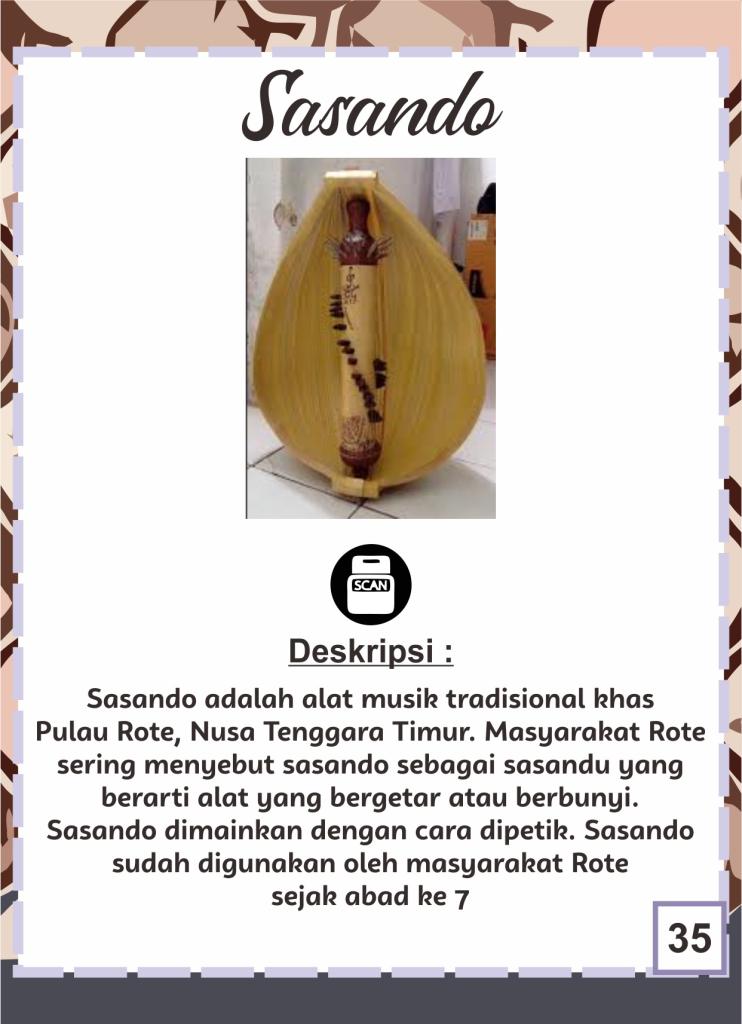 Sasando
SCAN
Deskripsi :
Sasando adalah alat musik tradisional khas
Pulau Rote, Nusa Tenggara Timur. Masyarakat Rote
sering menyebut sasando sebagai sasandu yang
berarti alat yang bergetar atau berbunyi.
Sasando dimainkan dengan cara dipetik. Sasando
sudah digunakan oleh masyarakat Rote
sejak abad ke 7
35